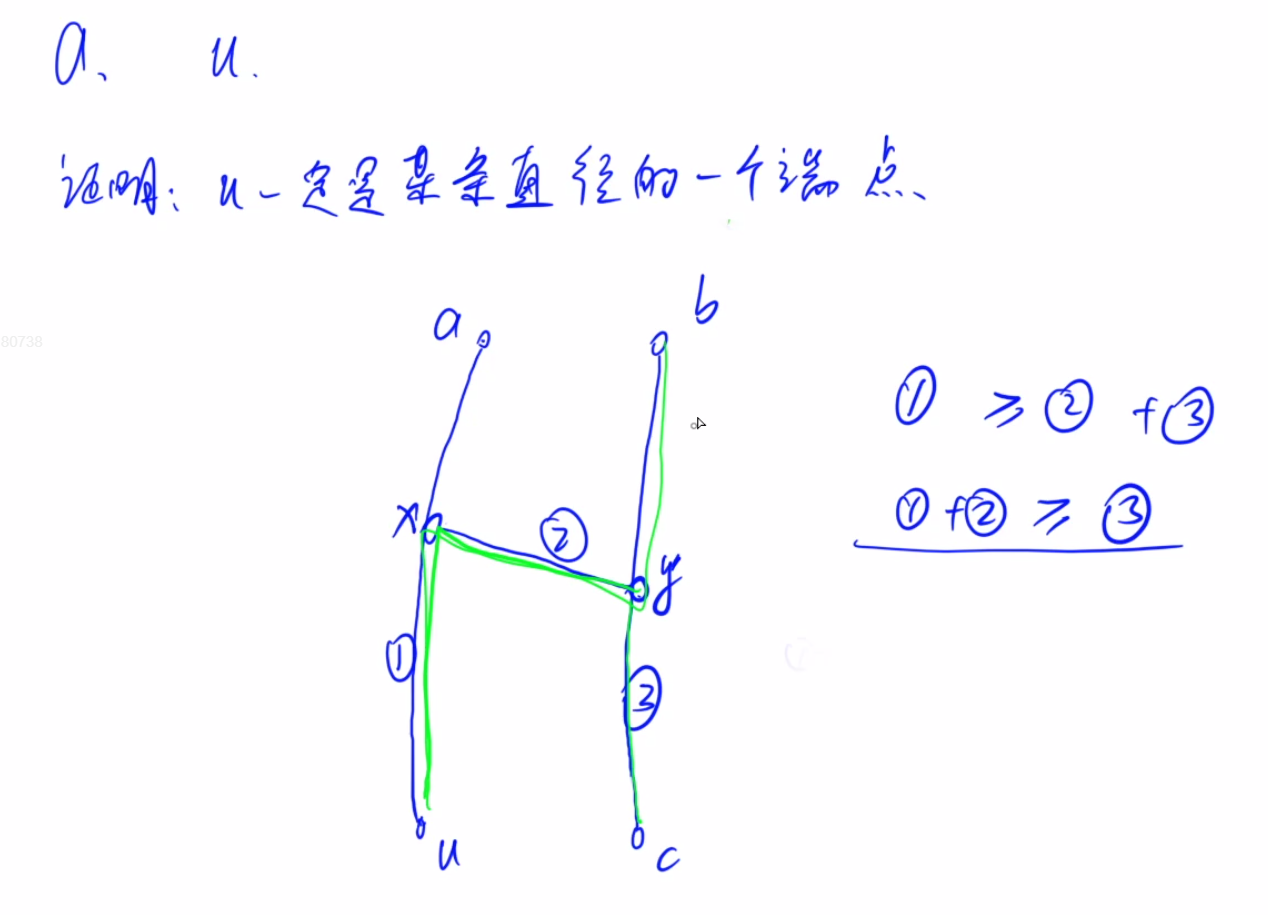 a、 u.
证明: u一定是某条直径的一个端点、
a b
80738
① ≥ ② + ③
x ② ① + ② ≥ ③
y
①
③
u c